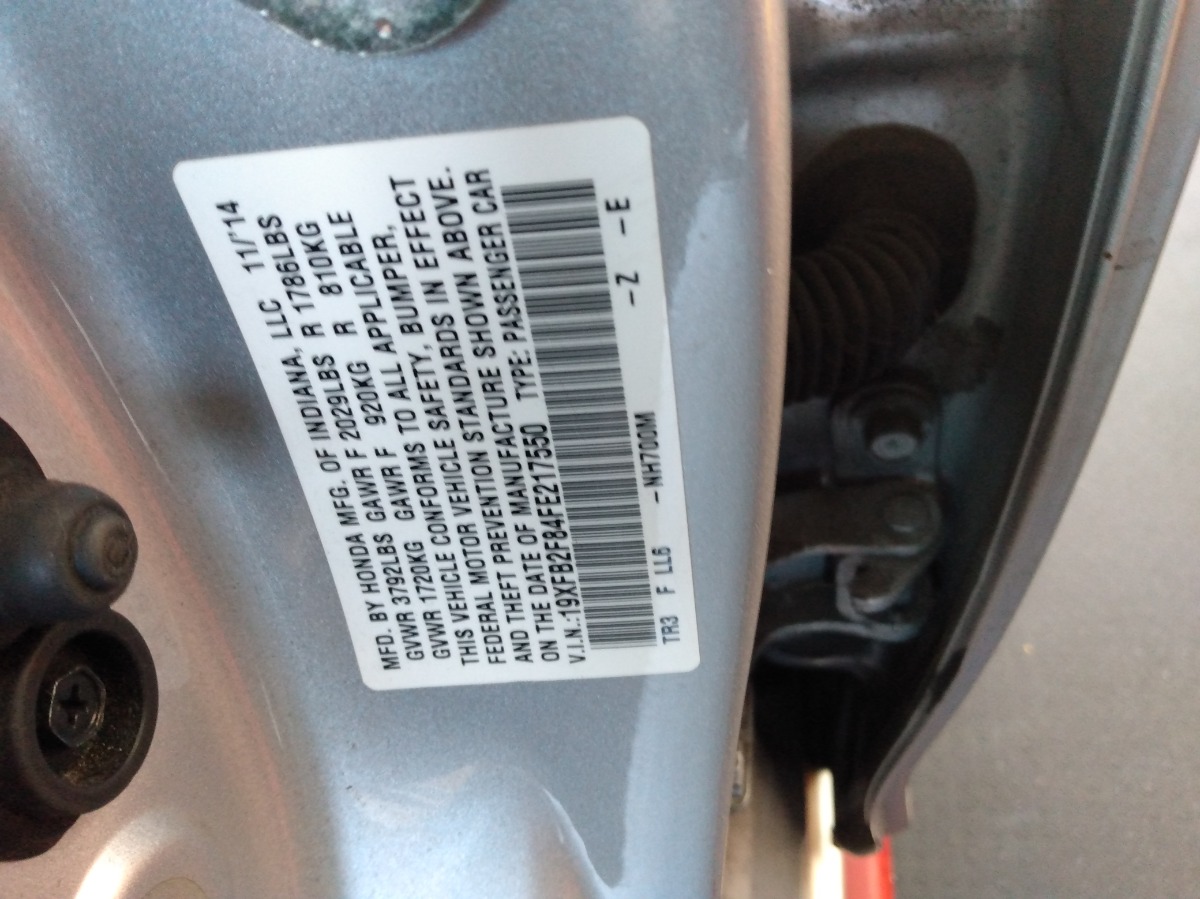 MFD. BY HONDA MFG. OF INDIANA, LLC 11/'14
GVWR 3792LBS GAWR F 2029LBS R 1786LBS
GVWR 1720KG GAWR F 920KG R 810KG
THIS VEHICLE CONFORMS TO ALL APPLICABLE
FEDERAL MOTOR VEHICLE SAFETY, BUMPER,
AND THEFT PREVENTION STANDARDS IN EFFECT
ON THE DATE OF MANUFACTURE SHOWN ABOVE.
V.I.N.:19XFB2F84FE217550 TYPE: PASSENGER CAR
TR3 F LL6 -NH700M -Z -E